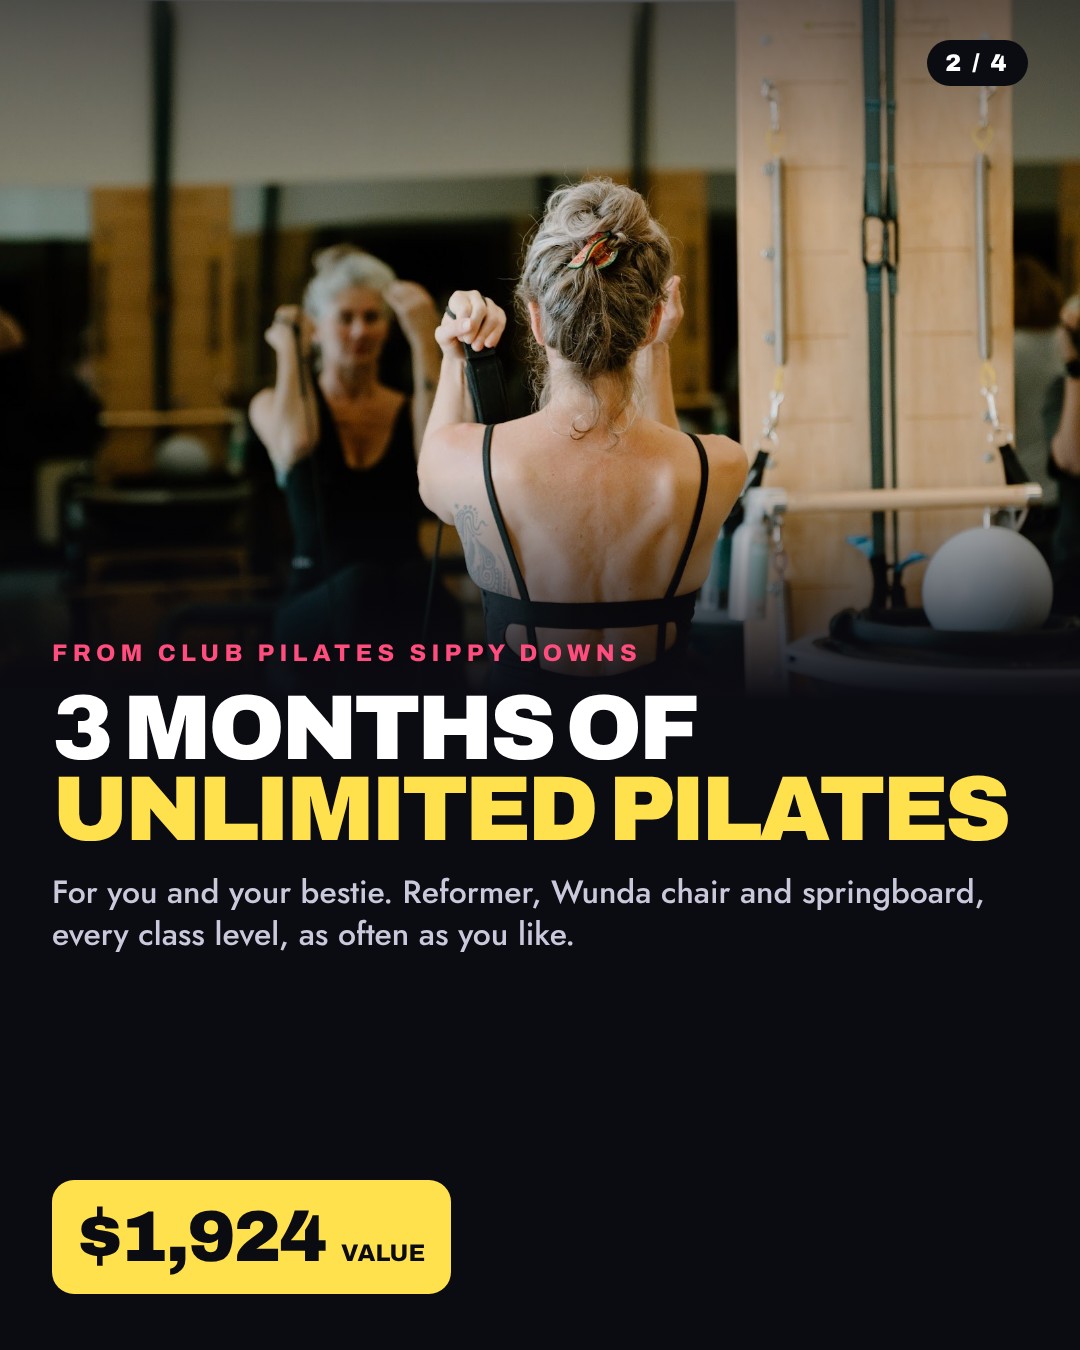 2 / 4
FROM CLUB PILATES SIPPY DOWNS
3 MONTHS OF
UNLIMITED PILATES
For you and your bestie. Reformer, Wunda chair and springboard,
every class level, as often as you like.
$1,924 VALUE